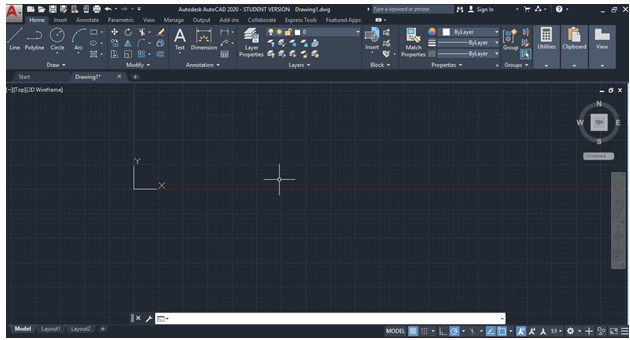 Autodesk AutoCAD 2020 - STUDENT VERSION Drawing1.dwg
Type a keyword or phrase
Sign In
Home Insert Annotate Parametric View Manage Output Add-ins Collaborate Express Tools Featured Apps
Line Polyline Circle Arc
Text Dimension
Layer Properties
0
Insert
Match Properties
ByLayer
ByLayer
ByLayer
Group
Utilities Clipboard View
Draw Modify Annotation Layers Block Properties Groups
Start Drawing1*
[−][Top][2D Wireframe]
N
W TOP E
S
Unnamed
Y
X
Model Layout1 Layout2
MODEL 1:1